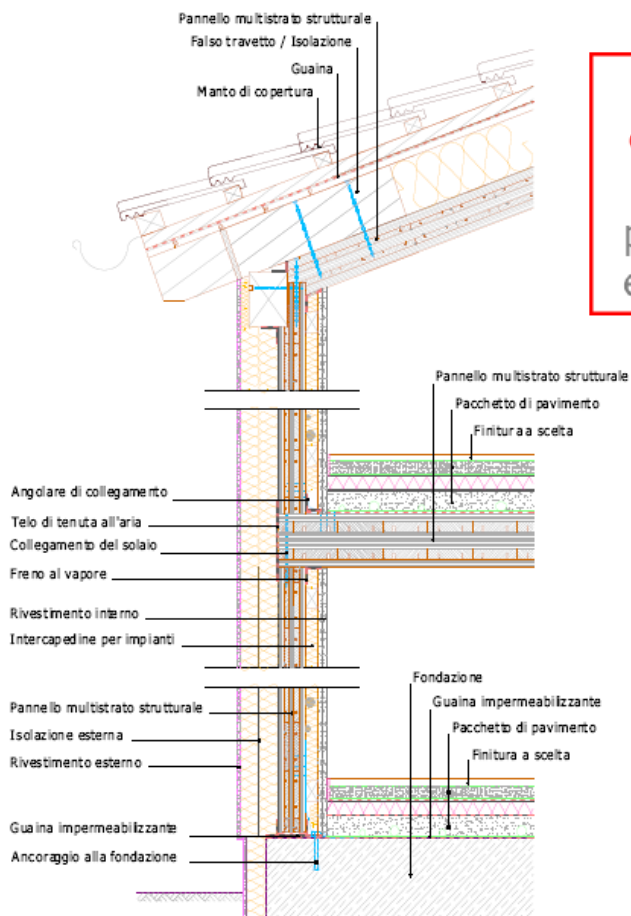 Pannello multistrato strutturale
Falso travetto / Isolazione
Guaina
Manto di copertura
Pannello multistrato strutturale
Pacchetto di pavimento
Finitura a scelta
Angolare di collegamento
Telo di tenuta all'aria
Collegamento del solaio
Freno al vapore
Rivestimento interno
Intercapedine per impianti
Fondazione
Guaina impermeabilizzante
Pacchetto di pavimento
Finitura a scelta
Pannello multistrato strutturale
Isolazione esterna
Rivestimento esterno
Guaina impermeabilizzante
Ancoraggio alla fondazione